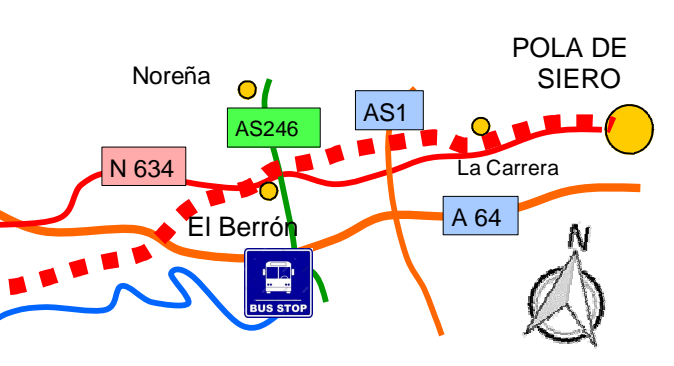 POLA DE
SIERO
Noreña
AS1
AS246
N 634
La Carrera
A 64
El Berrón
N
BUS STOP